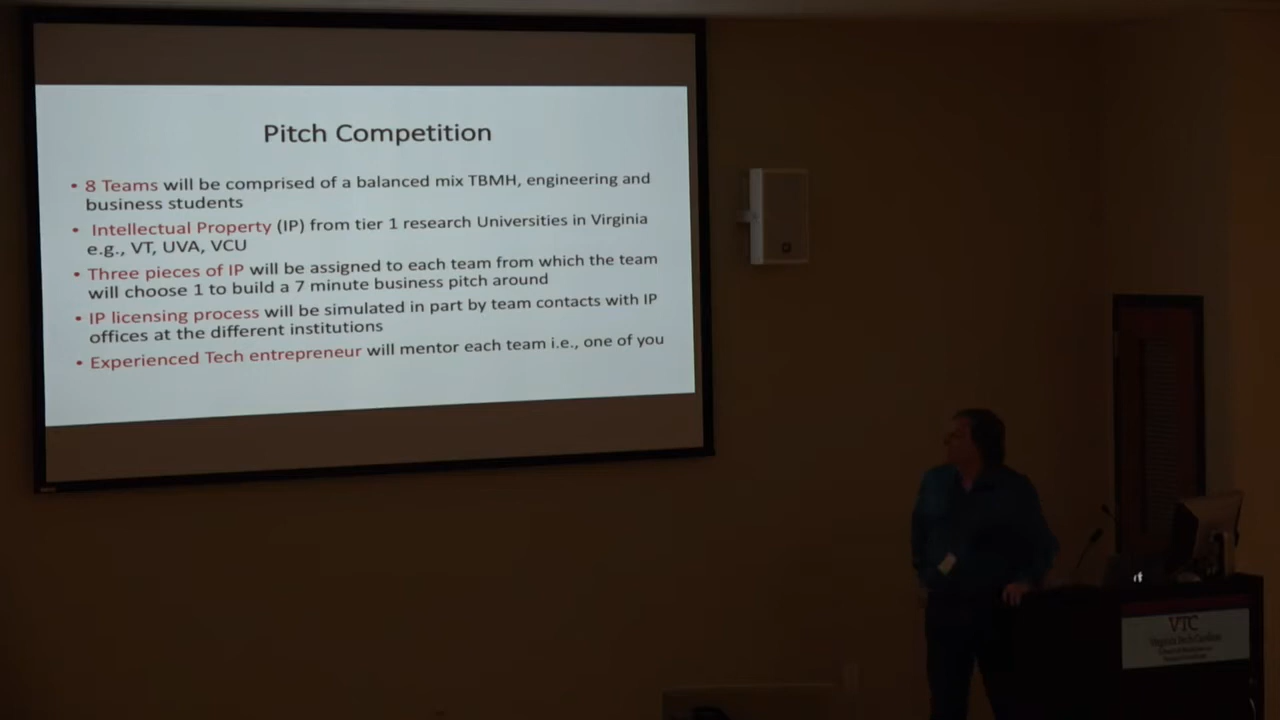 Pitch Competition
• 8 Teams will be comprised of a balanced mix TBMH, engineering and
business students
• Intellectual Property (IP) from tier 1 research Universities in Virginia
e.g., VT, UVA, VCU
• Three pieces of IP will be assigned to each team from which the team
will choose 1 to build a 7 minute business pitch around
• IP licensing process will be simulated in part by team contacts with IP
offices at the different institutions
• Experienced Tech entrepreneur will mentor each team i.e., one of you
VTC
Virginia Tech Carilion